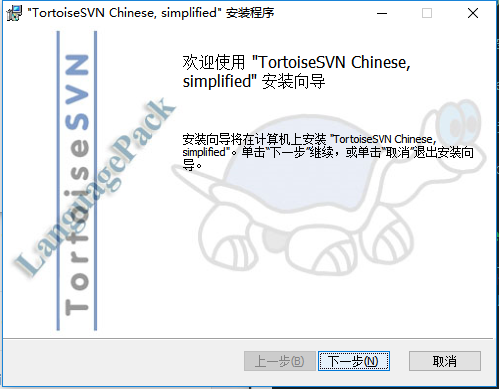 "TortoiseSVN Chinese, simplified" 安装程序
欢迎使用 "TortoiseSVN Chinese,
simplified" 安装向导
安装向导将在计算机上安装 "TortoiseSVN Chinese,
simplified"。单击“下一步”继续，或单击“取消”退出安装向
导。
TortoiseSVN
LanguagePack
上一步(B)
下一步(N)
取消